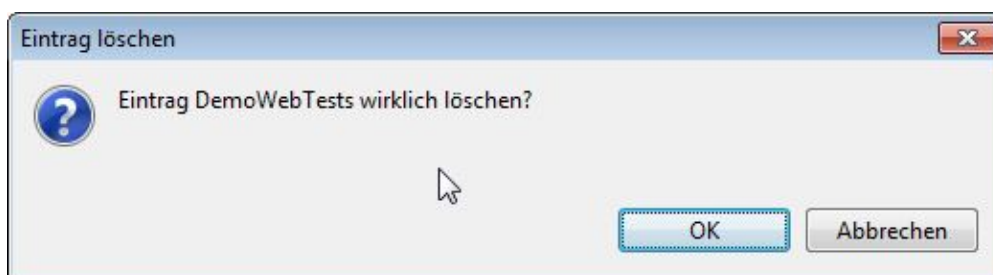 Eintrag löschen
Eintrag DemoWebTests wirklich löschen?
OK
Abbrechen